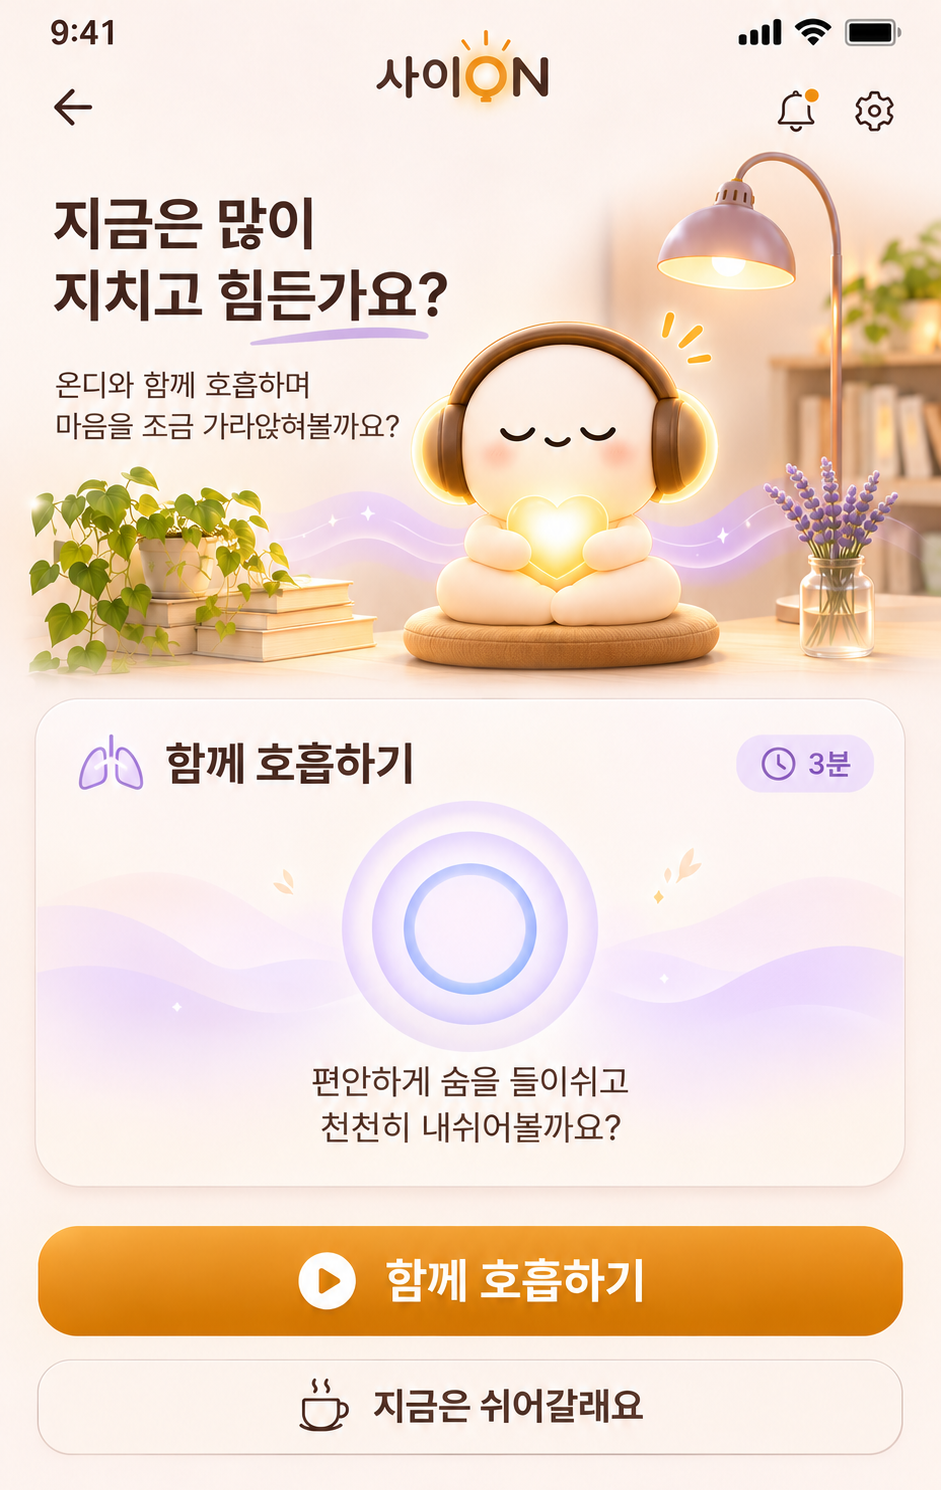 9:41
사이ON
지금은 많이
지치고 힘든가요?
온디와 함께 호흡하며
마음을 조금 가라앉혀볼까요?
함께 호흡하기
3분
편안하게 숨을 들이쉬고
천천히 내쉬어볼까요?
함께 호흡하기
지금은 쉬어갈래요